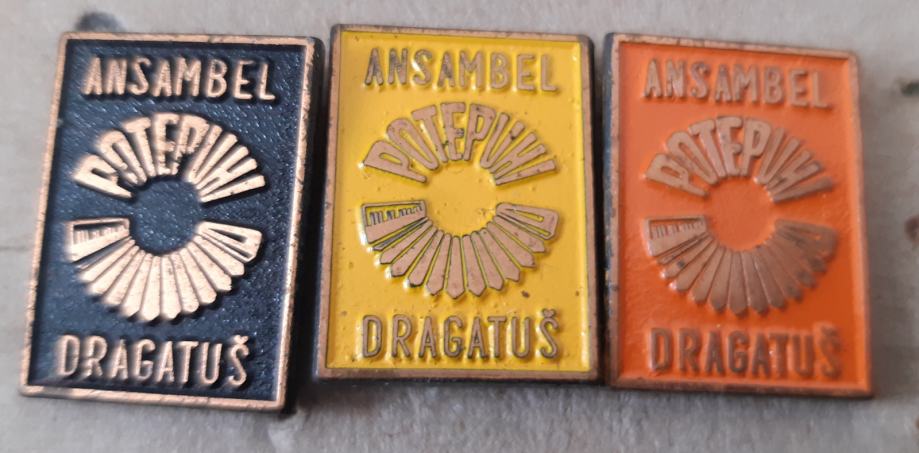 ANSAMBEL
POTEPUHI
DRAGATUŠ
ANSAMBEL
POTEPUHI
DRAGATUŠ
ANSAMBEL
POTEPUHI
DRAGATUŠ